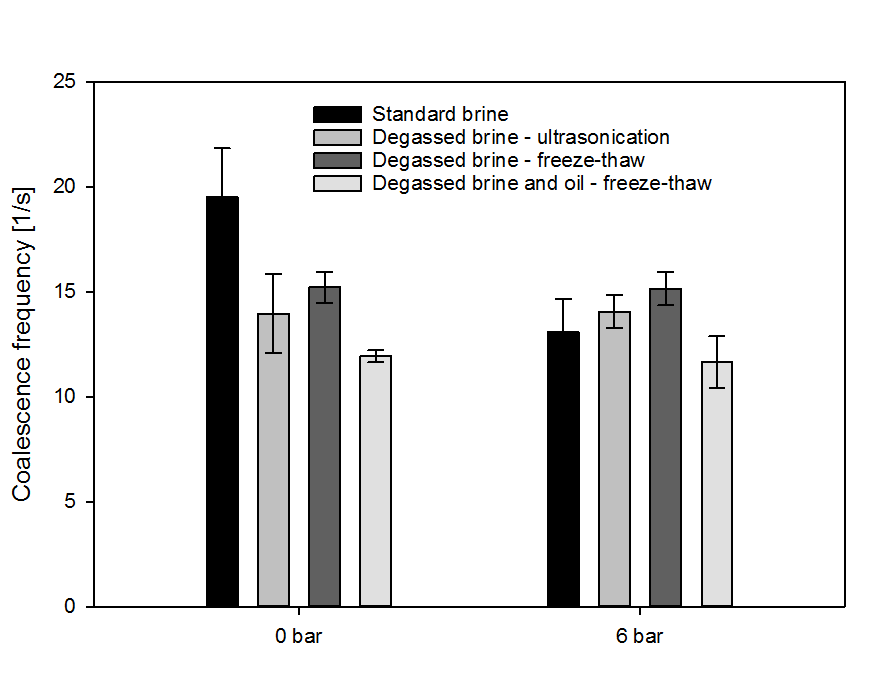 25
20
15
10
5
0
Coalescence frequency [1/s]
Standard brine
Degassed brine - ultrasonication
Degassed brine - freeze-thaw
Degassed brine and oil - freeze-thaw
0 bar
6 bar